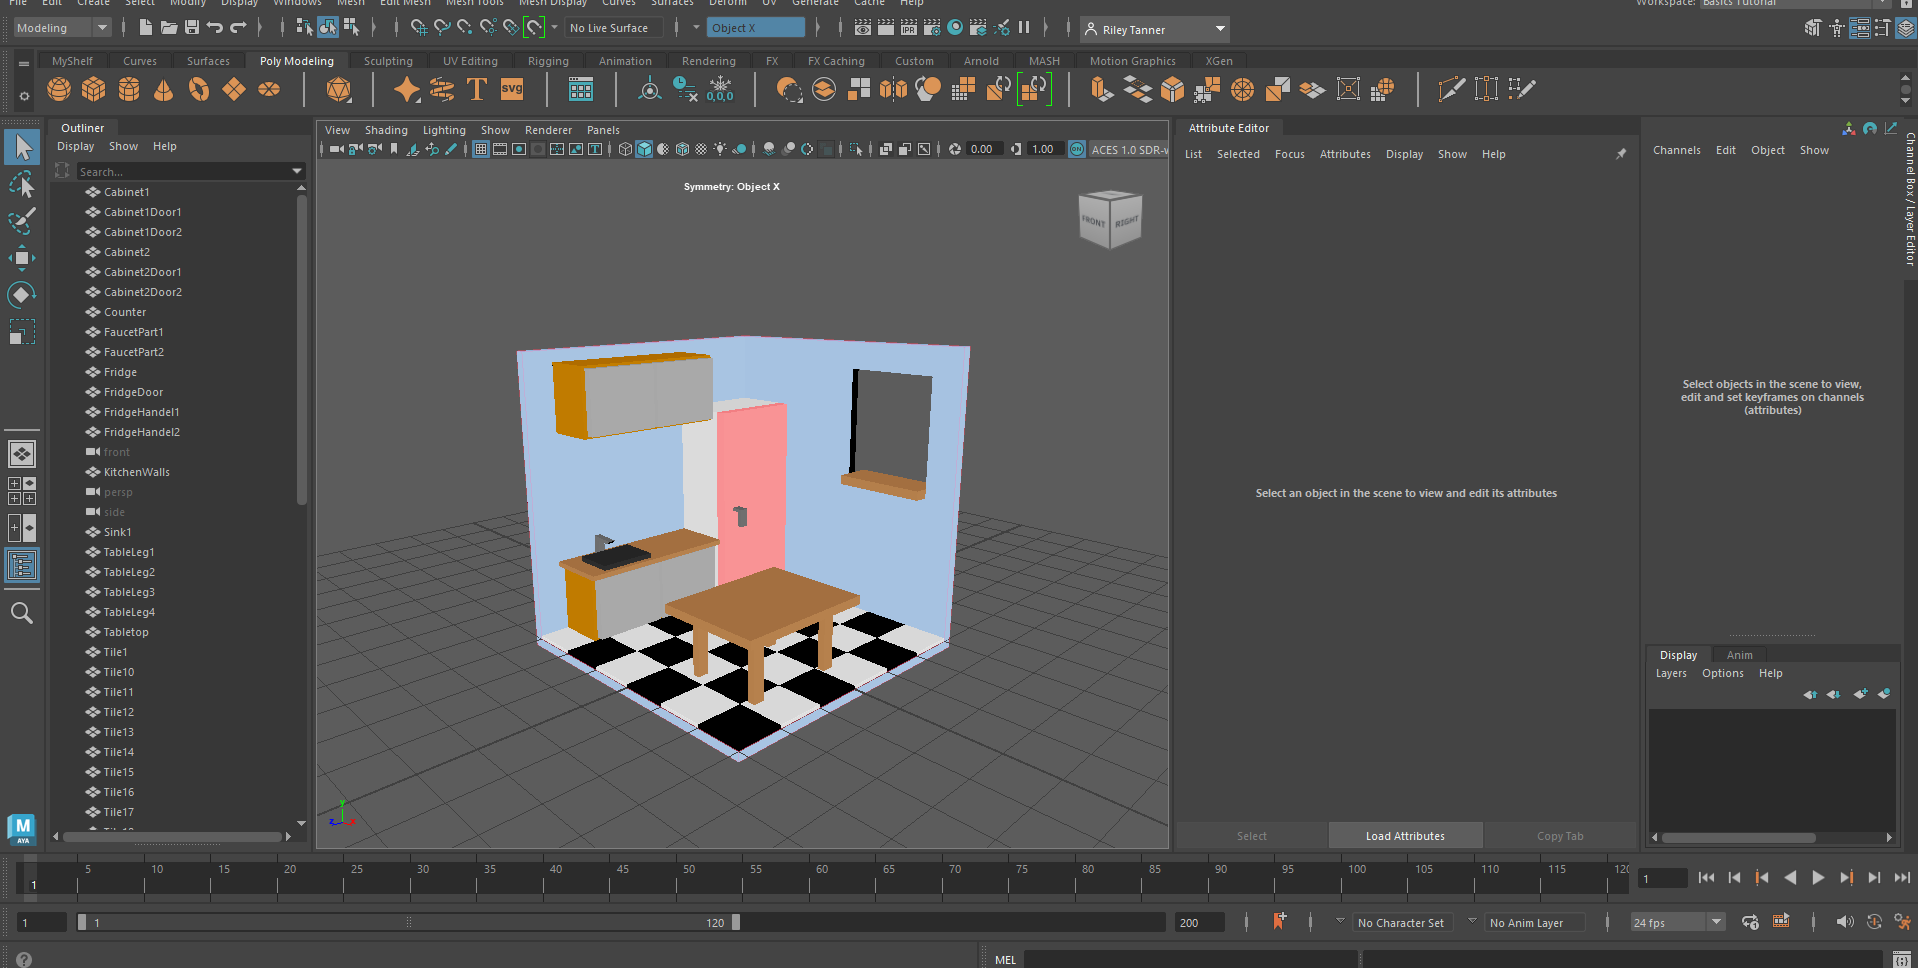 File Edit Create Select Modify Display Windows Mesh Edit Mesh Mesh Tools Mesh Display Curves Surfaces Deform UV Generate Cache Help
Workspace: Basics Tutorial
Modeling
No Live Surface
Object X
IPR
Riley Tanner
MyShelf Curves Surfaces Poly Modeling Sculpting UV Editing Rigging Animation Rendering FX FX Caching Custom Arnold MASH Motion Graphics XGen
T
svg
0,0,0
Outliner
Display Show Help
Search...
Cabinet1
Cabinet1Door1
Cabinet1Door2
Cabinet2
Cabinet2Door1
Cabinet2Door2
Counter
FaucetPart1
FaucetPart2
Fridge
FridgeDoor
FridgeHandel1
FridgeHandel2
front
KitchenWalls
persp
side
Sink1
TableLeg1
TableLeg2
TableLeg3
TableLeg4
Tabletop
Tile1
Tile10
Tile11
Tile12
Tile13
Tile14
Tile15
Tile16
Tile17
M
AYA
View Shading Lighting Show Renderer Panels
0.00
1.00
ON
ACES 1.0 SDR-v
Symmetry: Object X
FRONT
RIGHT
y
z
x
Attribute Editor
List Selected Focus Attributes Display Show Help
Select an object in the scene to view and edit its attributes
Select
Load Attributes
Copy Tab
Channels Edit Object Show
Channel Box / Layer Editor
Select objects in the scene to view,
edit and set keyframes on channels
(attributes)
Display Anim
Layers Options Help
5 10 15 20 25 30 35 40 45 50 55 60 65 70 75 80 85 90 95 100 105 110 115 120
1
1
1
1
120
200
No Character Set
No Anim Layer
24 fps
MEL